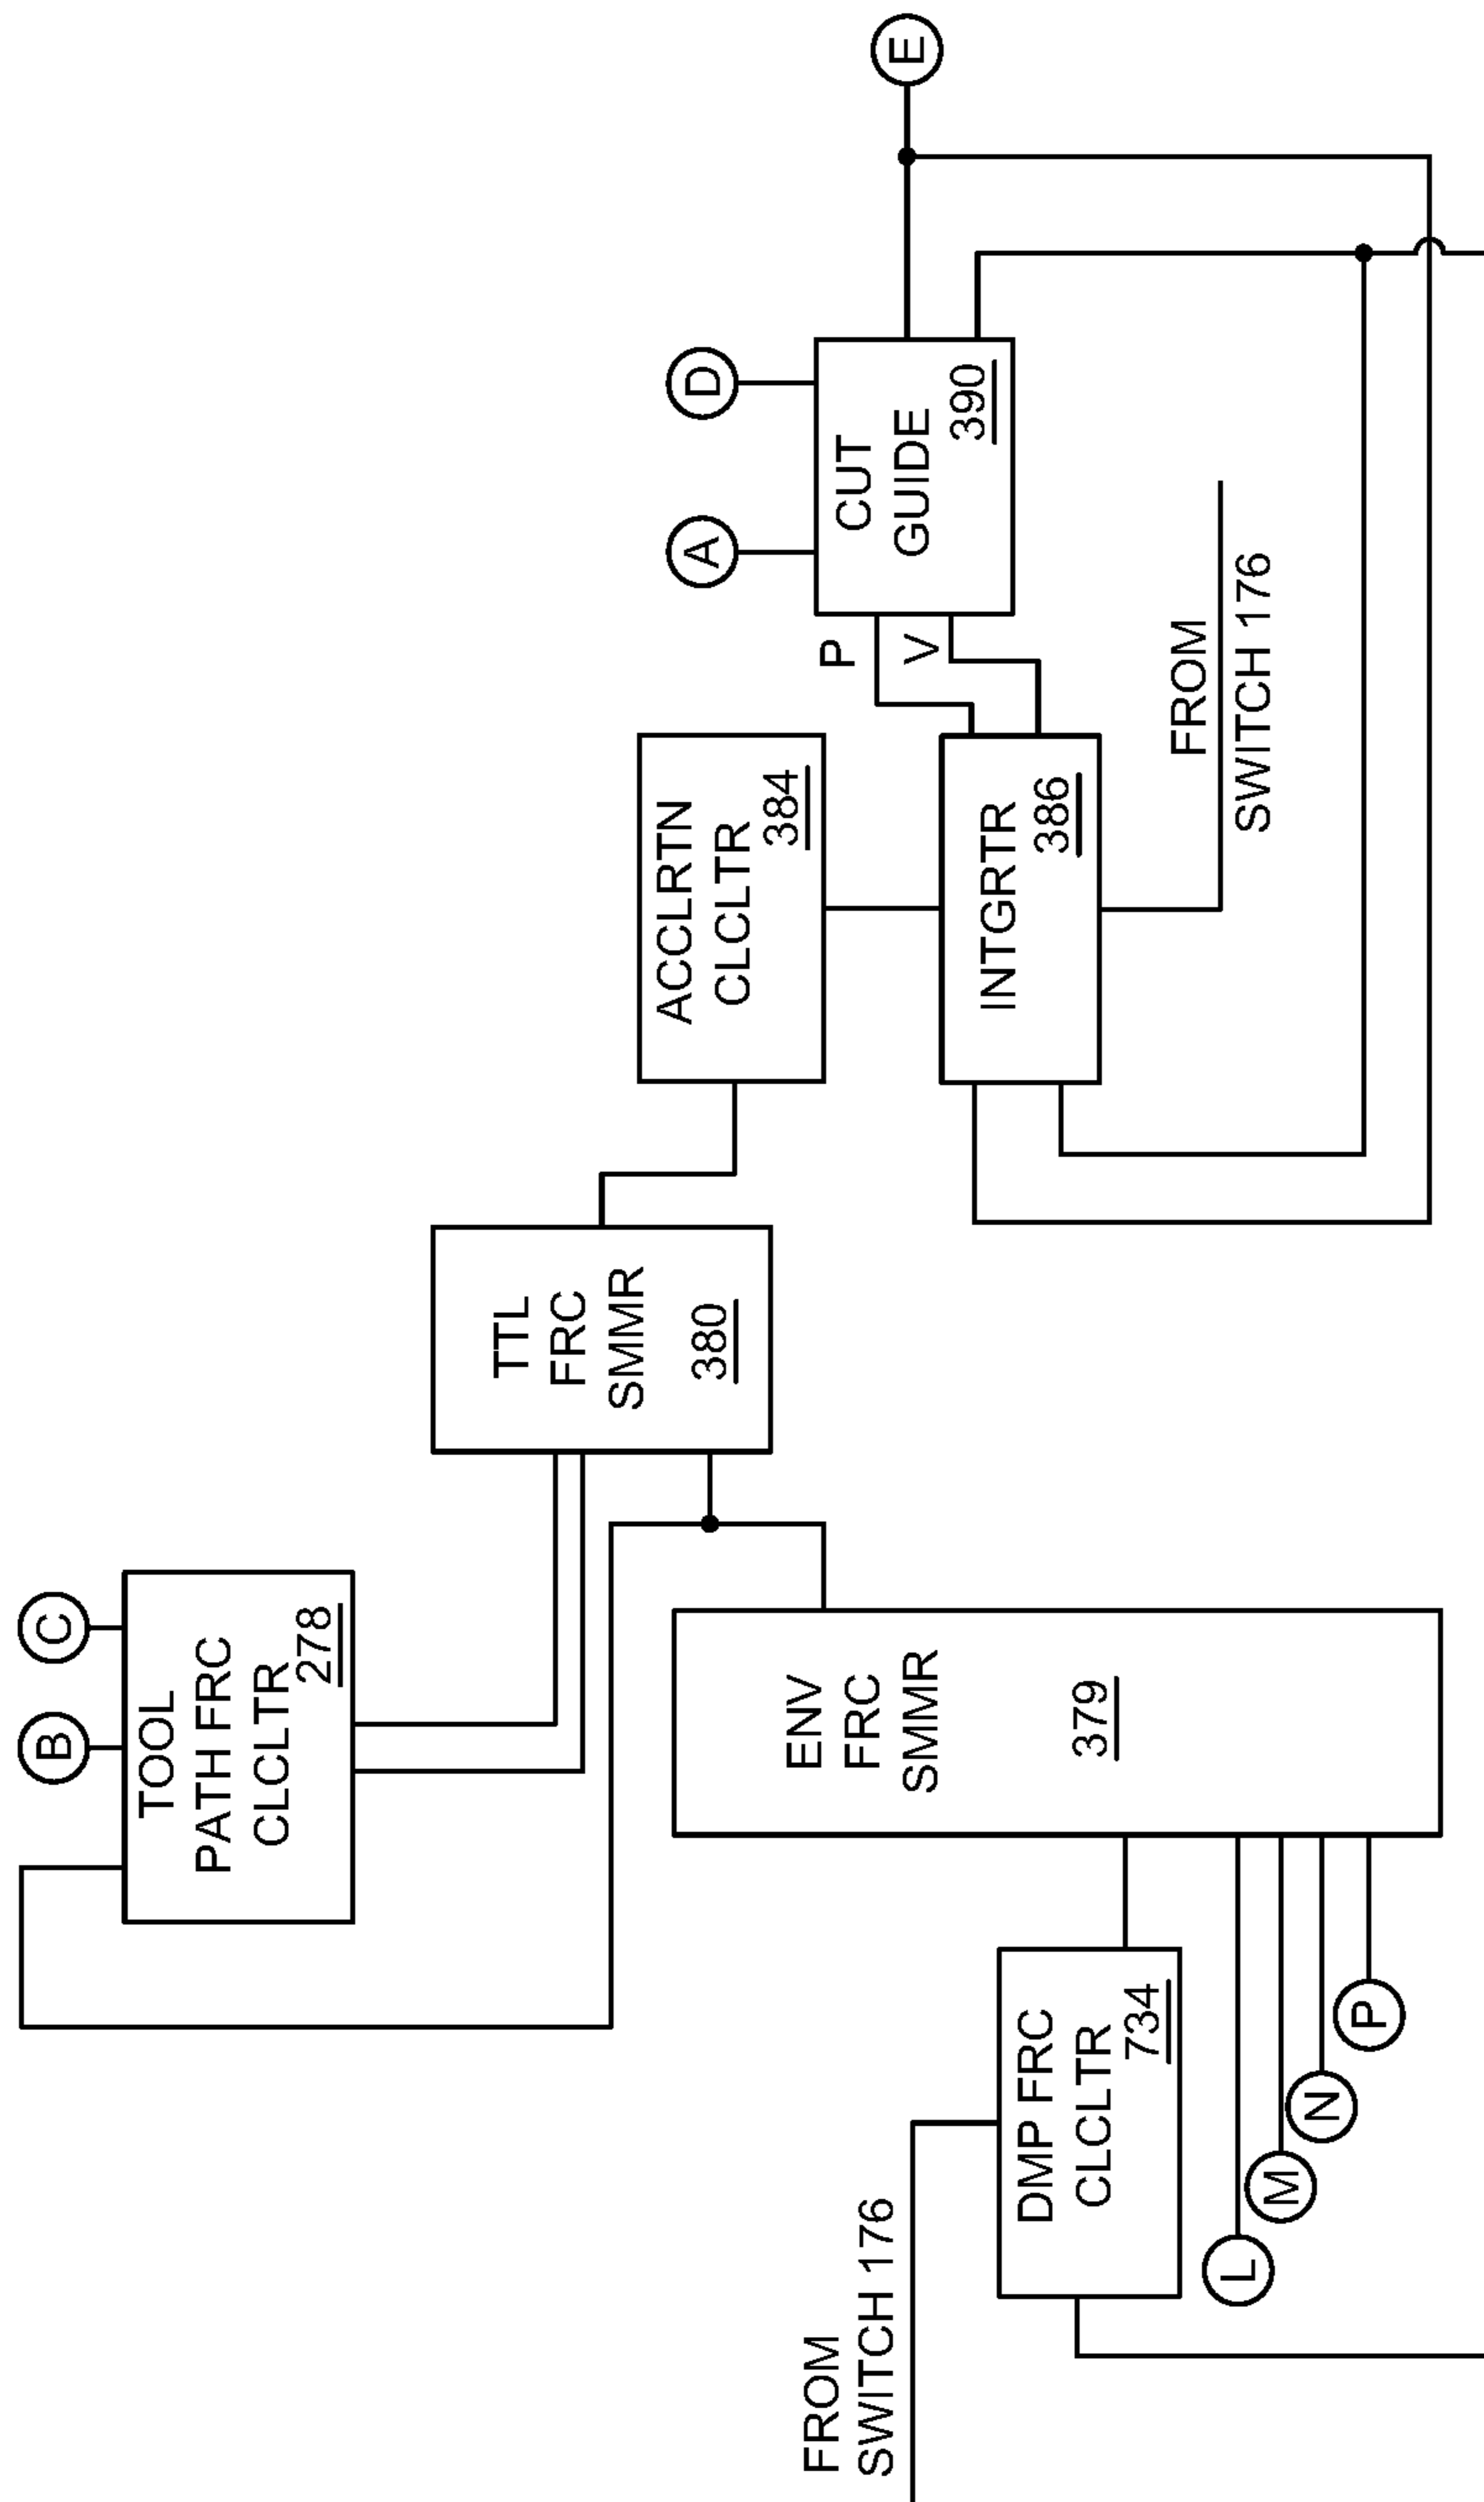 C
B
TOOL
PATH FRC
CLCLTR
278
TTL
FRC
SMMR
380
ACCLRTN
CLCLTR
384
A
D
E
CUT
GUIDE
390
P
V
INTGRTR
386
FROM
SWITCH 176
ENV
FRC
SMMR
379
FROM
SWITCH 176
DMP FRC
CLCLTR
734
L
M
N
P